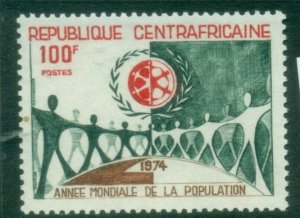 REPUBLIQUE CENTRAFRICAINE
100F
POSTES
1974
ANNEE MONDIALE DE LA POPULATION